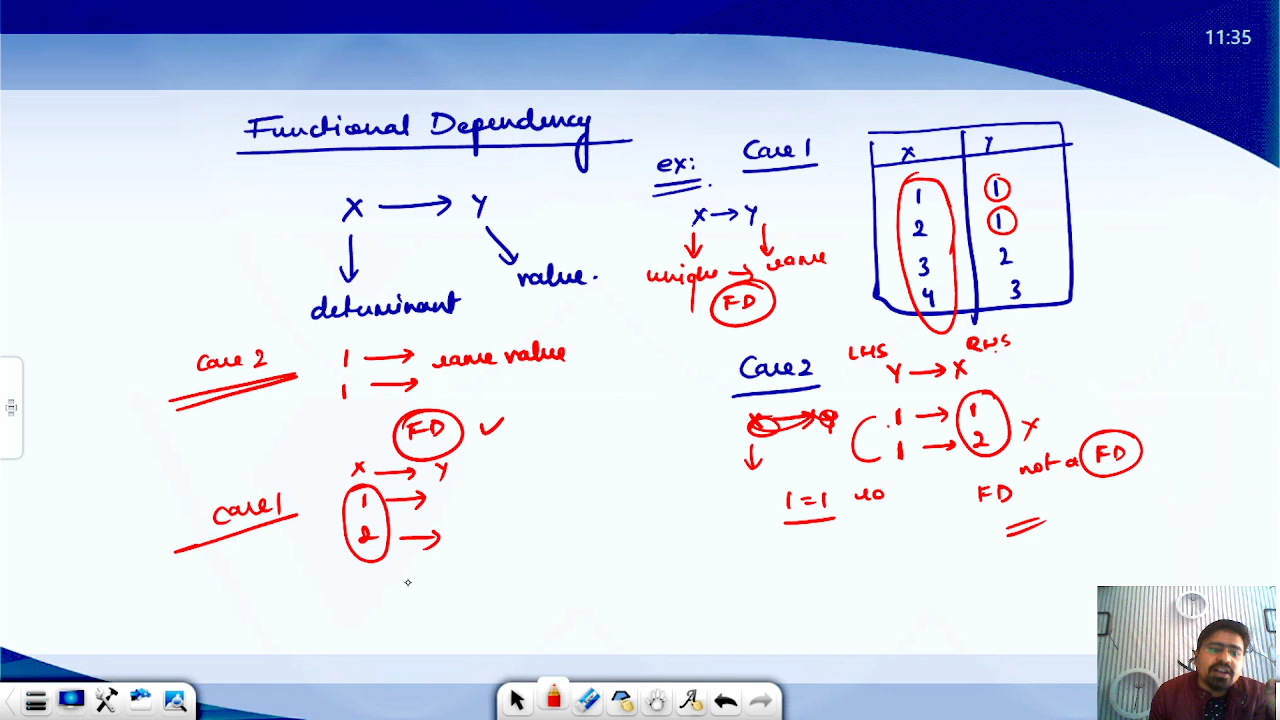 11:35
Functional Dependency
X → Y
determinant
value.
Case 2
1 → same value
1 →
FD ✓
X → Y
Case 1
1 →
2 →
ex: Case 1
X → Y
unique → same
FD
X Y
1 1
2 1
3 2
4 3
Case 2
LHS RHS
Y → X
1 → 1
1 → 2
not a FD
1 = 1 so
FD